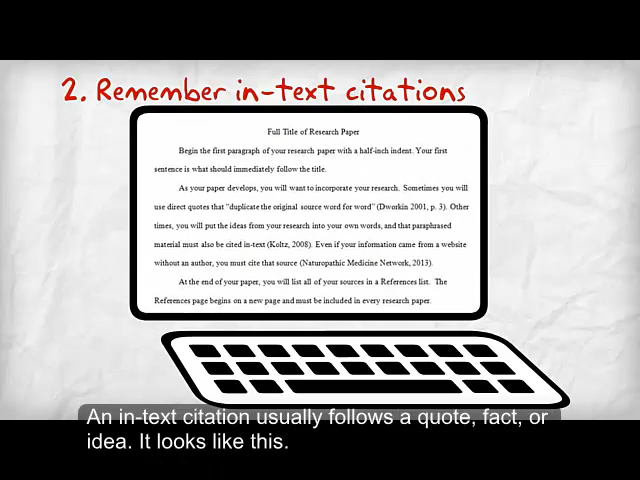 2. Remember in-text citations
Full Title of Research Paper
Begin the first paragraph of your research paper with a half-inch indent. Your first
sentence is what should immediately follow the title.
As your paper develops, you will want to incorporate your research. Sometimes you will
use direct quotes that "duplicate the original source word for word" (Dworkin 2001, p. 3). Other
times, you will put the ideas from your research into your own words, and that paraphrased
material must also be cited in-text (Koltz, 2008). Even if your information came from a website
without an author, you must cite that source (Naturopathic Medicine Network, 2013).
At the end of your paper, you will list all of your sources in a References list. The
References page begins on a new page and must be included in every research paper.
An in-text citation usually follows a quote, fact, or
idea. It looks like this.